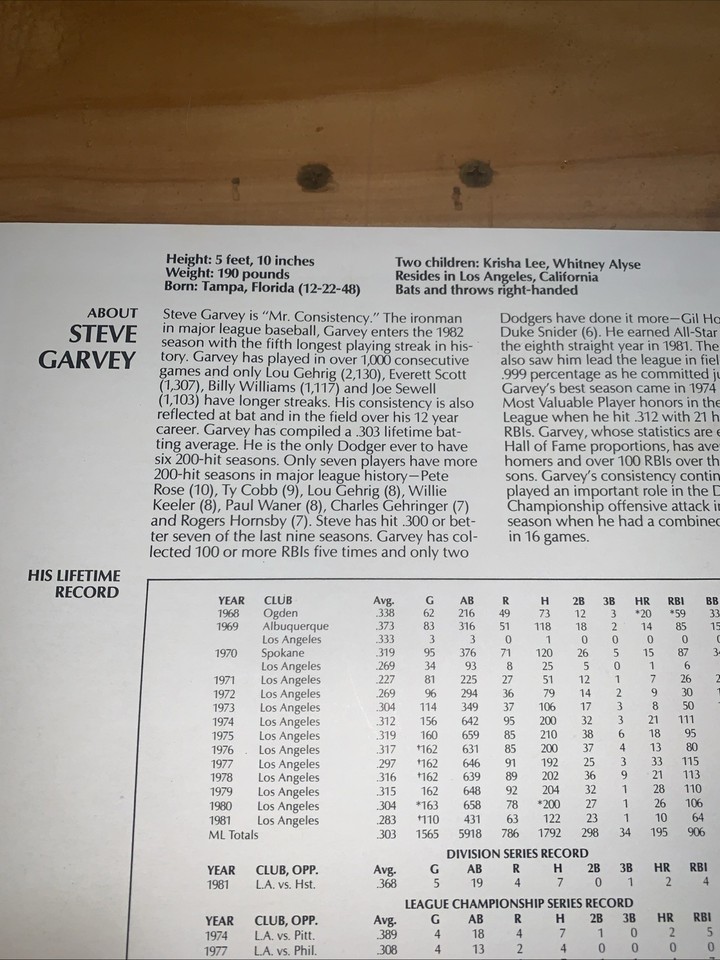 Height: 5 feet, 10 inches
Weight: 190 pounds
Born: Tampa, Florida (12-22-48)
Two children: Krisha Lee, Whitney Alyse
Resides in Los Angeles, California
Bats and throws right-handed
ABOUT
STEVE
GARVEY
Steve Garvey is "Mr. Consistency." The ironman
in major league baseball, Garvey enters the 1982
season with the fifth longest playing streak in his-
tory. Garvey has played in over 1,000 consecutive
games and only Lou Gehrig (2,130), Everett Scott
(1,307), Billy Williams (1,117) and Joe Sewell
(1,103) have longer streaks. His consistency is also
reflected at bat and in the field over his 12 year
career. Garvey has compiled a .303 lifetime bat-
ting average. He is the only Dodger ever to have
six 200-hit seasons. Only seven players have more
200-hit seasons in major league history—Pete
Rose (10), Ty Cobb (9), Lou Gehrig (8), Willie
Keeler (8), Paul Waner (8), Charles Gehringer (7)
and Rogers Hornsby (7). Steve has hit .300 or bet-
ter seven of the last nine seasons. Garvey has col-
lected 100 or more RBIs five times and only two
Dodgers have done it more—Gil Ho
Duke Snider (6). He earned All-Star
the eighth straight year in 1981. The
also saw him lead the league in fiel
.999 percentage as he committed ju
Garvey's best season came in 1974
Most Valuable Player honors in the
League when he hit .312 with 21 h
RBIs. Garvey, whose statistics are e
Hall of Fame proportions, has ave
homers and over 100 RBIs over th
sons. Garvey's consistency contin
played an important role in the D
Championship offensive attack i
season when he had a combined
in 16 games.
HIS LIFETIME
RECORD
YEAR CLUB Avg. G AB R H 2B 3B HR RBI BB
1968 Ogden .338 62 216 49 73 12 3 *20 *59 33
1969 Albuquerque .373 83 316 51 118 18 2 14 85 15
Los Angeles .333 3 3 0 1 0 0 0 0 0
1970 Spokane .319 95 376 71 120 26 5 15 87 3
Los Angeles .269 34 93 8 25 5 0 1 6
1971 Los Angeles .227 81 225 27 51 12 1 7 26 2
1972 Los Angeles .269 96 294 36 79 14 2 9 30 1
1973 Los Angeles .304 114 349 37 106 17 3 8 50
1974 Los Angeles .312 156 642 95 200 32 3 21 111
1975 Los Angeles .319 160 659 85 210 38 6 18 95
1976 Los Angeles .317 †162 631 85 200 37 4 13 80
1977 Los Angeles .297 †162 646 91 192 25 3 33 115
1978 Los Angeles .316 †162 639 89 202 36 9 21 113
1979 Los Angeles .315 162 648 92 204 32 1 28 110
1980 Los Angeles .304 *163 658 78 *200 27 1 26 106
1981 Los Angeles .283 †110 431 63 122 23 1 10 64
ML Totals .303 1565 5918 786 1792 298 34 195 906
DIVISION SERIES RECORD
YEAR CLUB, OPP. Avg. G AB R H 2B 3B HR RBI
1981 L.A. vs. Hst. .368 5 19 4 7 0 1 2 4
LEAGUE CHAMPIONSHIP SERIES RECORD
YEAR CLUB, OPP. Avg. G AB R H 2B 3B HR RBI
1974 L.A. vs. Pitt. .389 4 18 4 7 1 0 2 5
1977 L.A. vs. Phil. .308 4 13 2 4 0 0 0 0